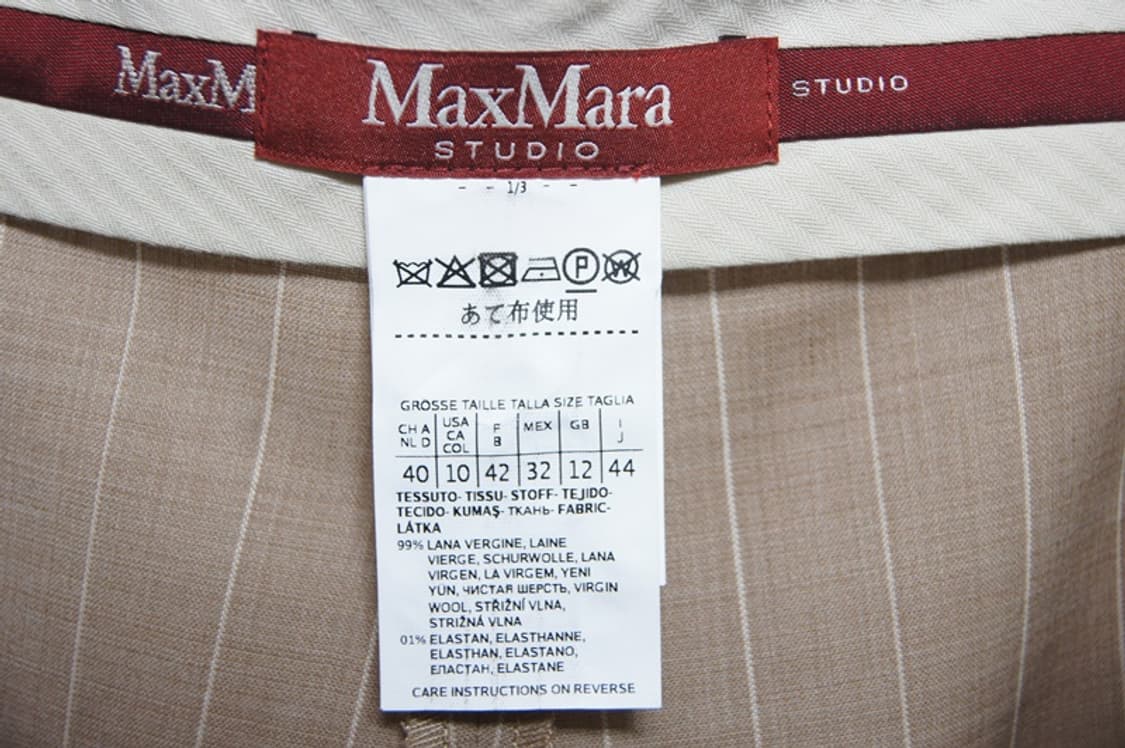 MaxM
MaxMara
STUDIO
STUDIO
- - 1/3 - -
P W
あて布使用
GROSSE TAILLE TALLA SIZE TAGLIA
CH A NL D USA CA COL F B MEX GB I J
40 10 42 32 12 44
TESSUTO- TISSU- STOFF- TEJIDO-
TECIDO- KUMAŞ- ТКАНЬ- FABRIC-
LÁTKA
99% LANA VERGINE, LAINE
VIERGE, SCHURWOLLE, LANA
VIRGEN, LA VIRGEM, YENI
YÜN, ЧИСТАЯ ШЕРСТЬ, VIRGIN
WOOL, STŘIŽNÍ VLNA,
STRIŽNÁ VLNA
01% ELASTAN, ELASTHANNE,
ELASTHAN, ELASTANO,
ЕЛАСТАН, ELASTANE
CARE INSTRUCTIONS ON REVERSE